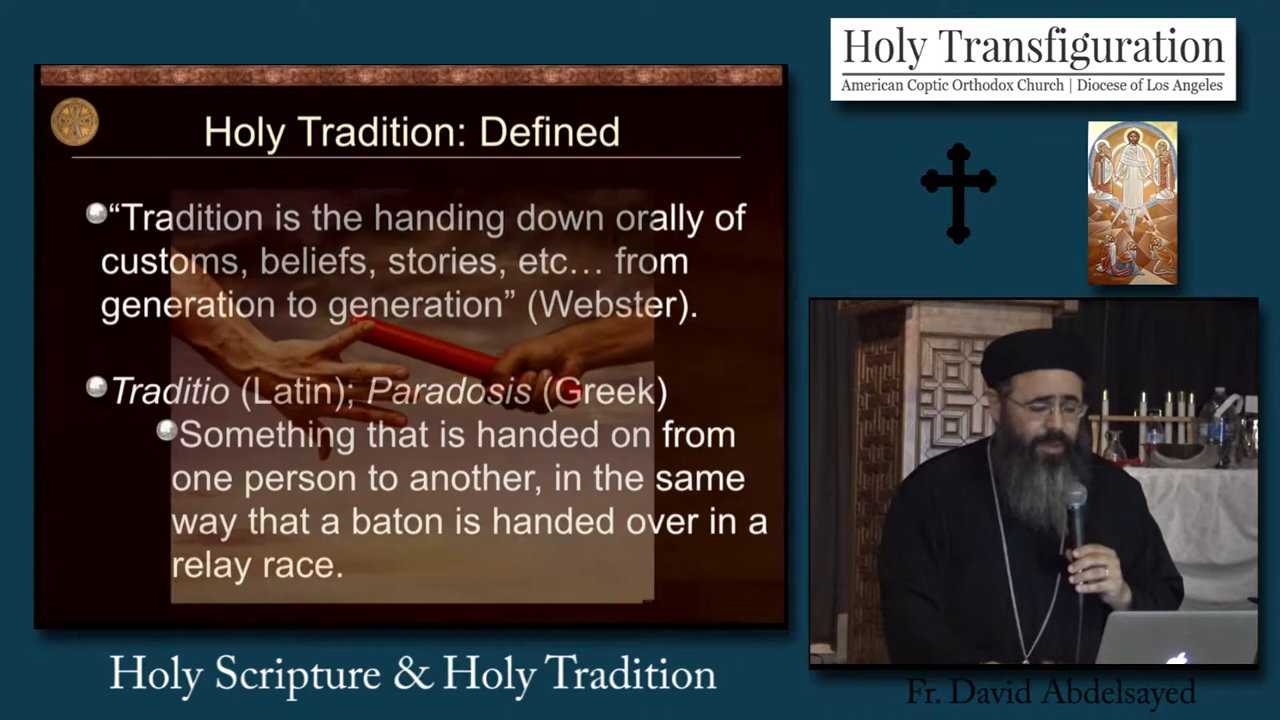 Holy Transfiguration
American Coptic Orthodox Church | Diocese of Los Angeles
Holy Tradition: Defined
“Tradition is the handing down orally of
customs, beliefs, stories, etc… from
generation to generation” (Webster).
Traditio (Latin); Paradosis (Greek)
Something that is handed on from
one person to another, in the same
way that a baton is handed over in a
relay race.
Holy Scripture & Holy Tradition
Fr. David Abdelsayed